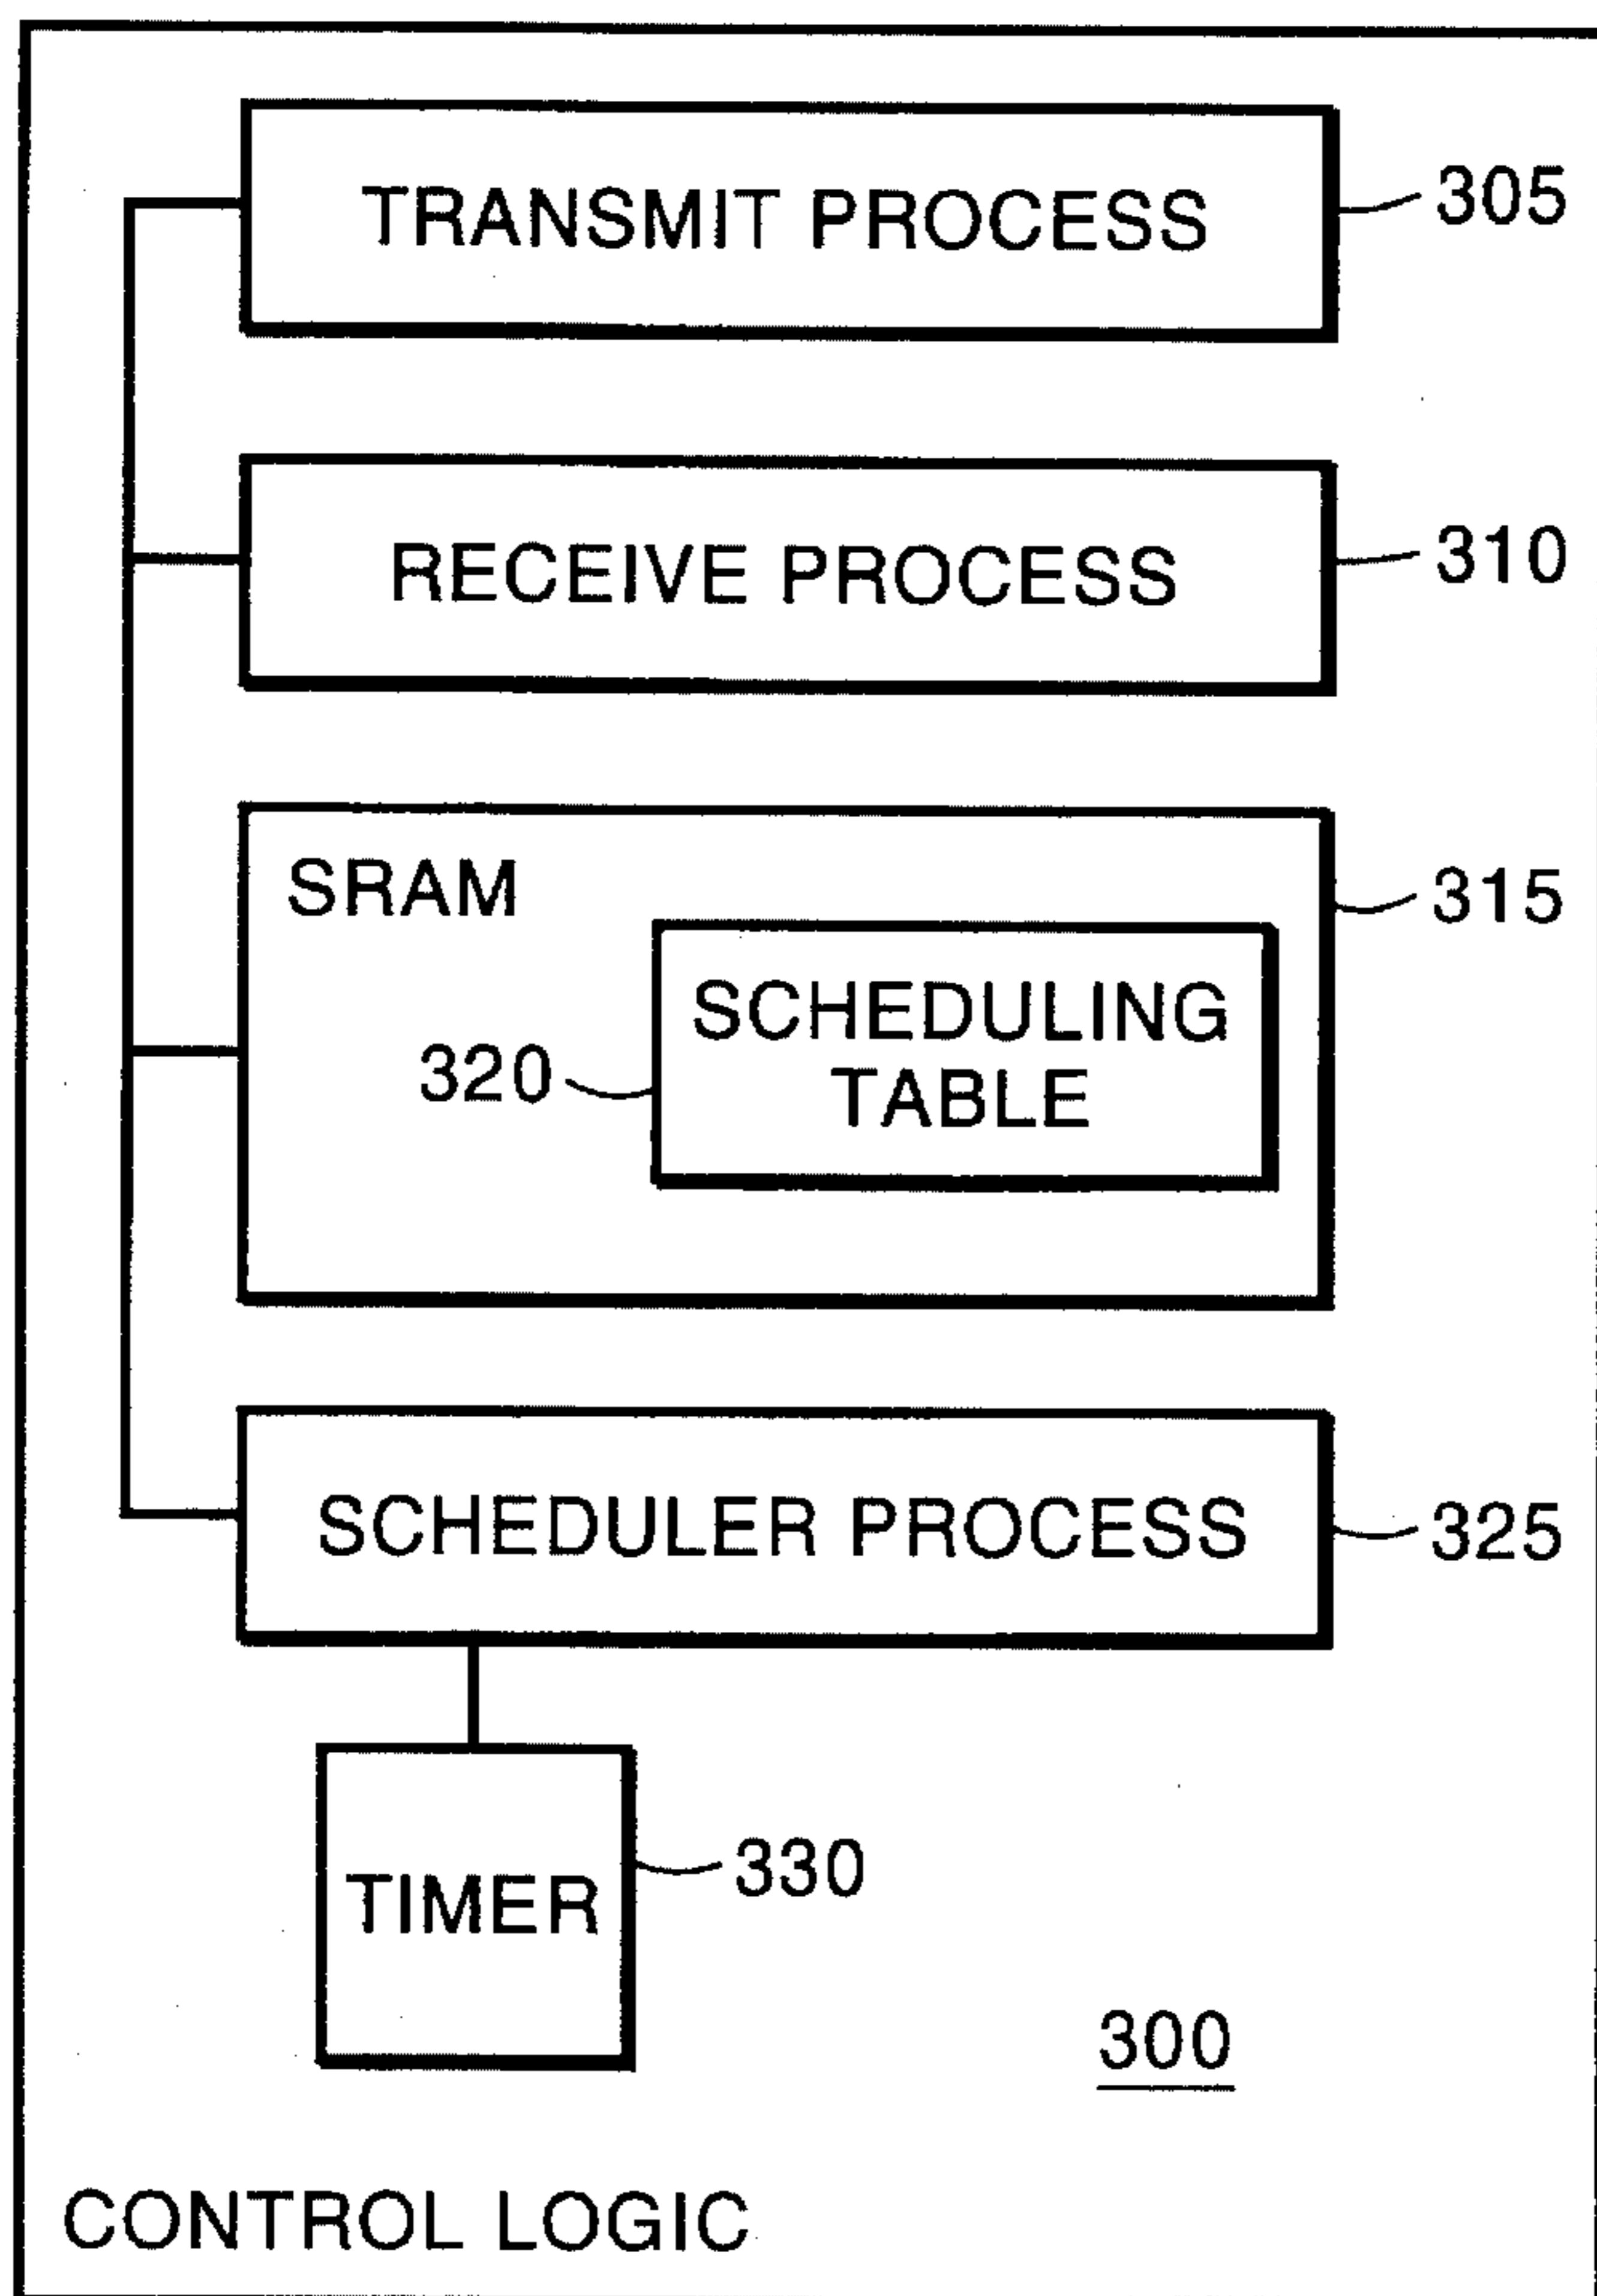 TRANSMIT PROCESS
305
RECEIVE PROCESS
310
SRAM
315
SCHEDULING
TABLE
320
SCHEDULER PROCESS
325
TIMER
330
300
CONTROL LOGIC